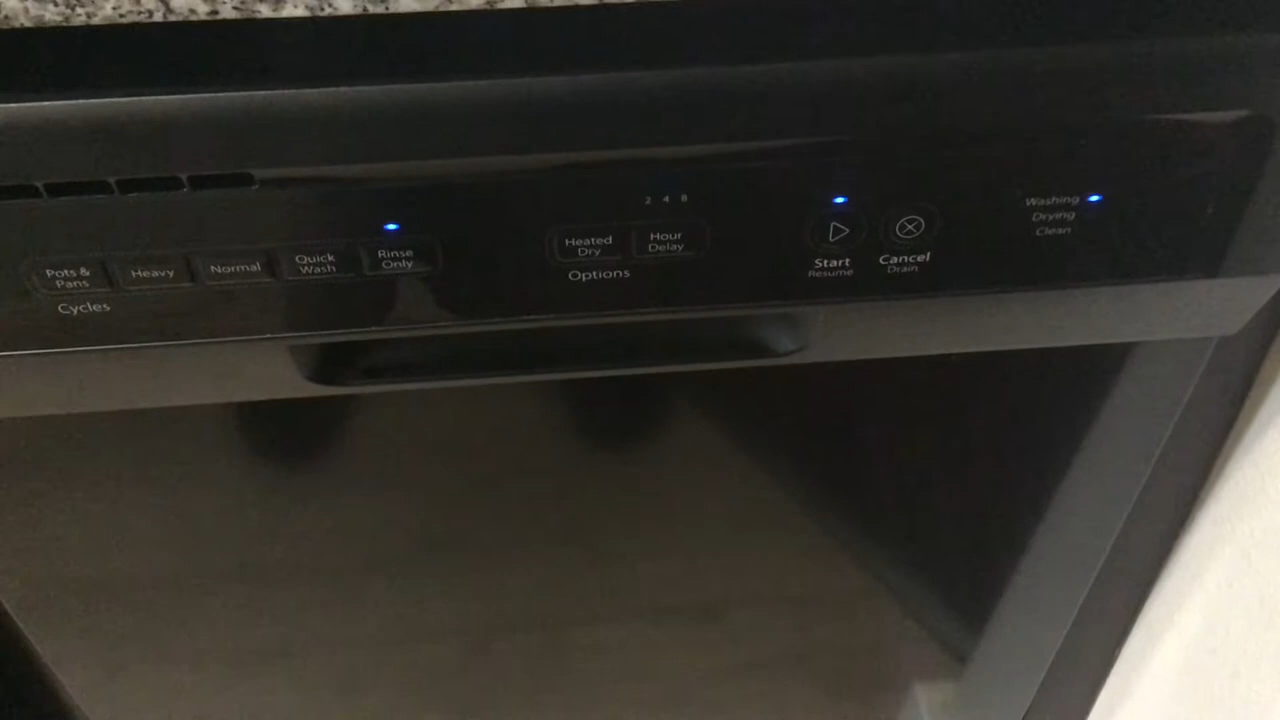 Pots &
Pans
Heavy
Normal
Quick
Wash
Rinse
Only
Cycles
Heated
Dry
2 4 8
Hour
Delay
Options
Start
Resume
Cancel
Drain
Washing
Drying
Clean